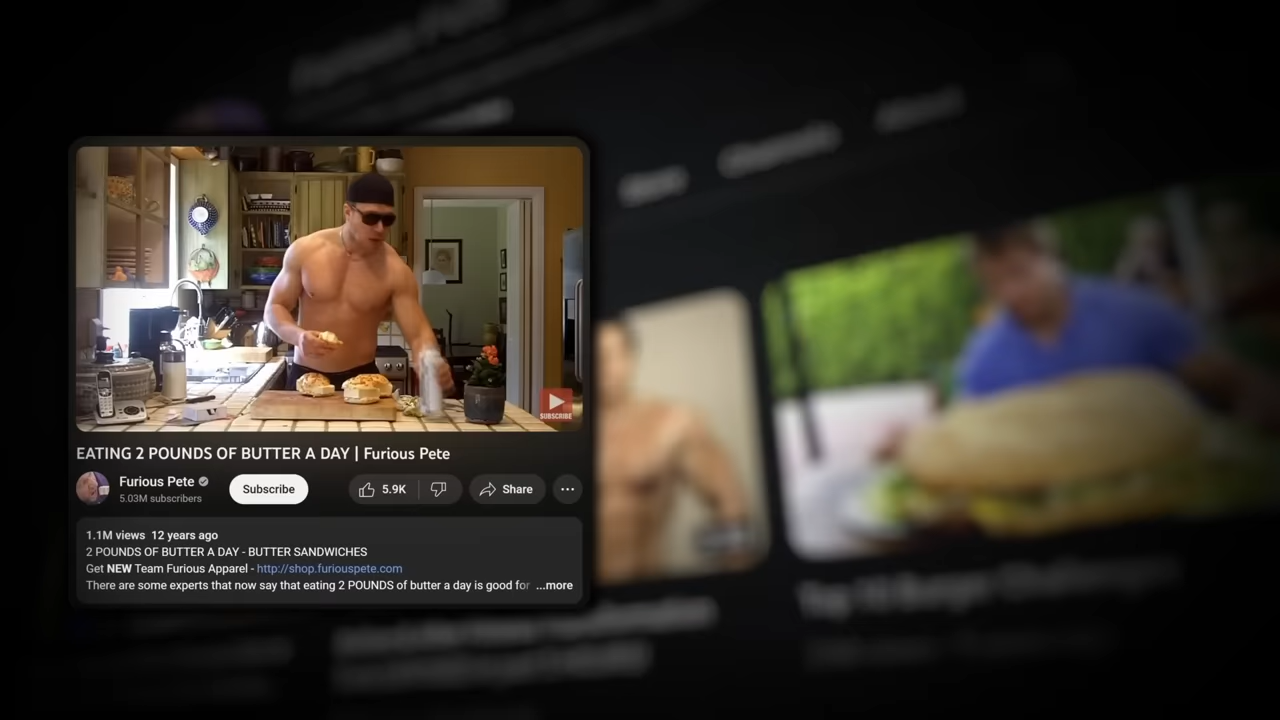 SUBSCRIBE
EATING 2 POUNDS OF BUTTER A DAY | Furious Pete
Furious Pete
5.03M subscribers
Subscribe
5.9K
Share
1.1M views 12 years ago
2 POUNDS OF BUTTER A DAY - BUTTER SANDWICHES
Get NEW Team Furious Apparel - http://shop.furiouspete.com
There are some experts that now say that eating 2 POUNDS of butter a day is good for ...more